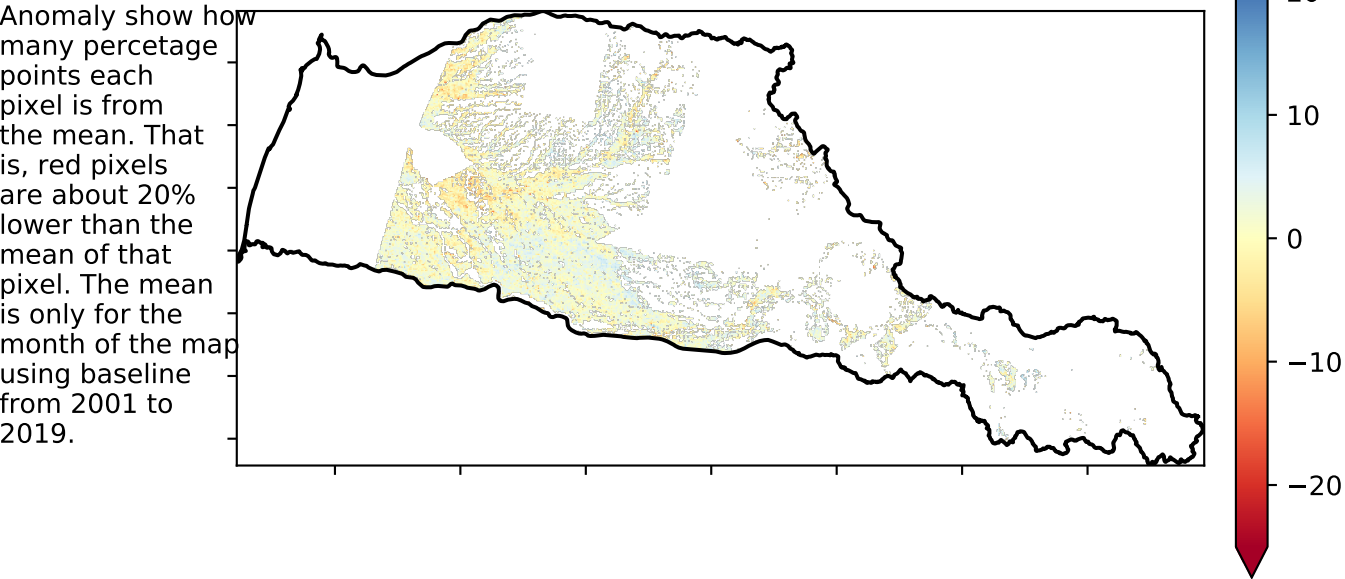 Anomaly show how
many percetage
points each
pixel is from
the mean. That
is, red pixels
are about 20%
lower than the
mean of that
pixel. The mean
is only for the
month of the map
using baseline
from 2001 to
2019.
10
0
−10
−20